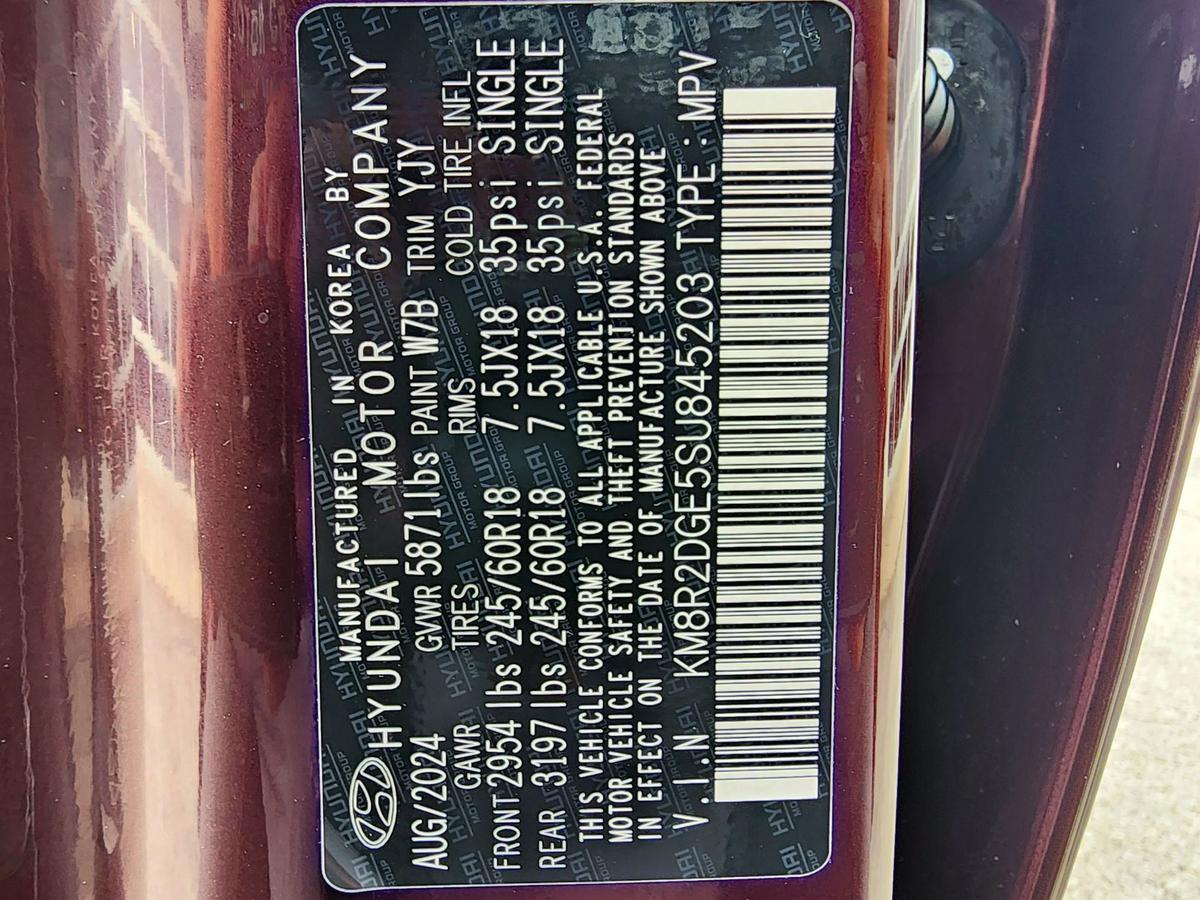 MANUFACTURED IN KOREA BY
HYUNDAI MOTOR COMPANY
AUG/2024 GVWR 5871lbs PAINT W7B TRIM YJY
GAWR TIRES RIMS COLD TIRE INFL
FRONT 2954 lbs 245/60R18 7.5JX18 35psi SINGLE
REAR 3197 lbs 245/60R18 7.5JX18 35psi SINGLE
THIS VEHICLE CONFORMS TO ALL APPLICABLE U.S.A. FEDERAL
MOTOR VEHICLE SAFETY AND THEFT PREVENTION STANDARDS
IN EFFECT ON THE DATE OF MANUFACTURE SHOWN ABOVE
V.I.N KM8R2DGE5SU845203 TYPE : MPV